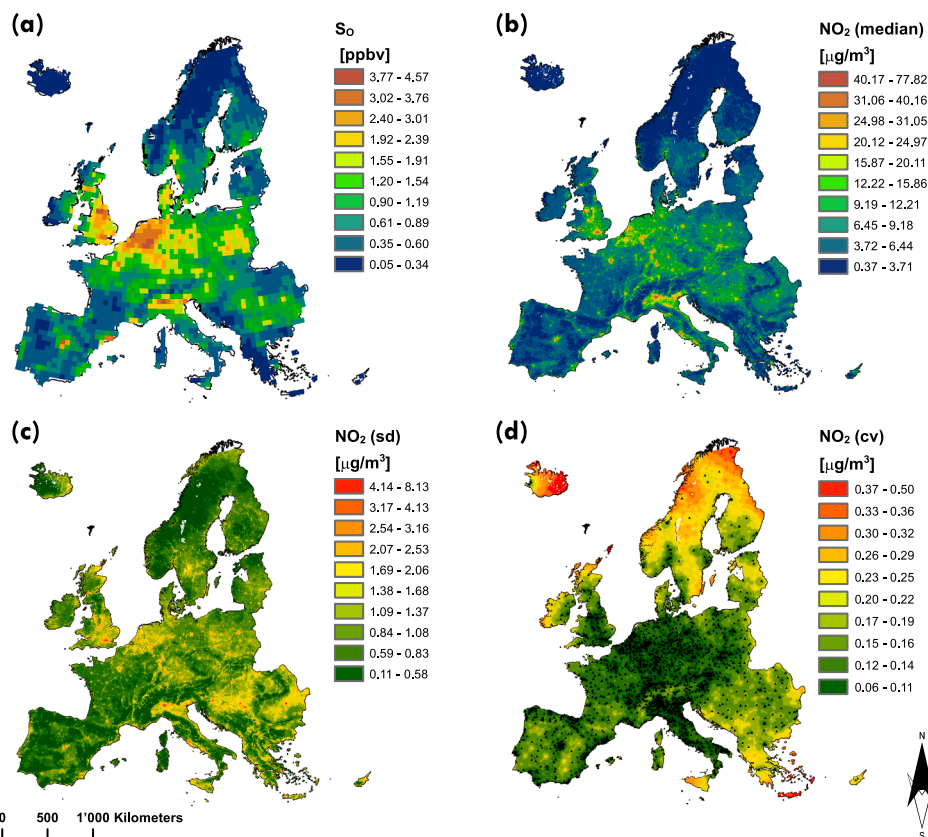 (a)
S₀
[ppbv]
3.77 - 4.57
3.02 - 3.76
2.40 - 3.01
1.92 - 2.39
1.55 - 1.91
1.20 - 1.54
0.90 - 1.19
0.61 - 0.89
0.35 - 0.60
0.05 - 0.34
(b)
NO₂ (median)
[μg/m³]
40.17 - 77.82
31.06 - 40.16
24.98 - 31.05
20.12 - 24.97
15.87 - 20.11
12.22 - 15.86
9.19 - 12.21
6.45 - 9.18
3.72 - 6.44
0.37 - 3.71
(c)
NO₂ (sd)
[μg/m³]
4.14 - 8.13
3.17 - 4.13
2.54 - 3.16
2.07 - 2.53
1.69 - 2.06
1.38 - 1.68
1.09 - 1.37
0.84 - 1.08
0.59 - 0.83
0.11 - 0.58
(d)
NO₂ (cv)
[μg/m³]
0.37 - 0.50
0.33 - 0.36
0.30 - 0.32
0.26 - 0.29
0.23 - 0.25
0.20 - 0.22
0.17 - 0.19
0.15 - 0.16
0.12 - 0.14
0.06 - 0.11
0 500 1'000 Kilometers
N
S